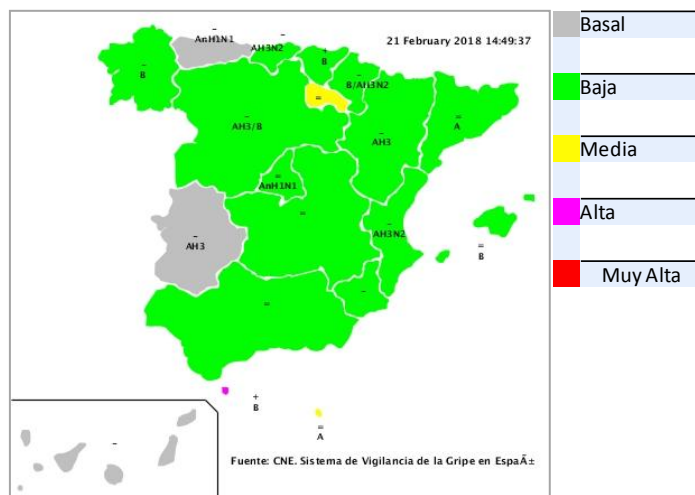 21 February 2018 14:49:37
–
AnH1N1
–
AH3N2
+
B
–
B
–
B/AH3N2
=
–
AH3/B
=
A
–
AH3
=
AnH1N1
=
–
AH3
–
AH3N2
=
B
–
=
+
B
=
A
–
Fuente: CNE. Sistema de Vigilancia de la Gripe en EspaÃ±
Basal
Baja
Media
Alta
Muy Alta